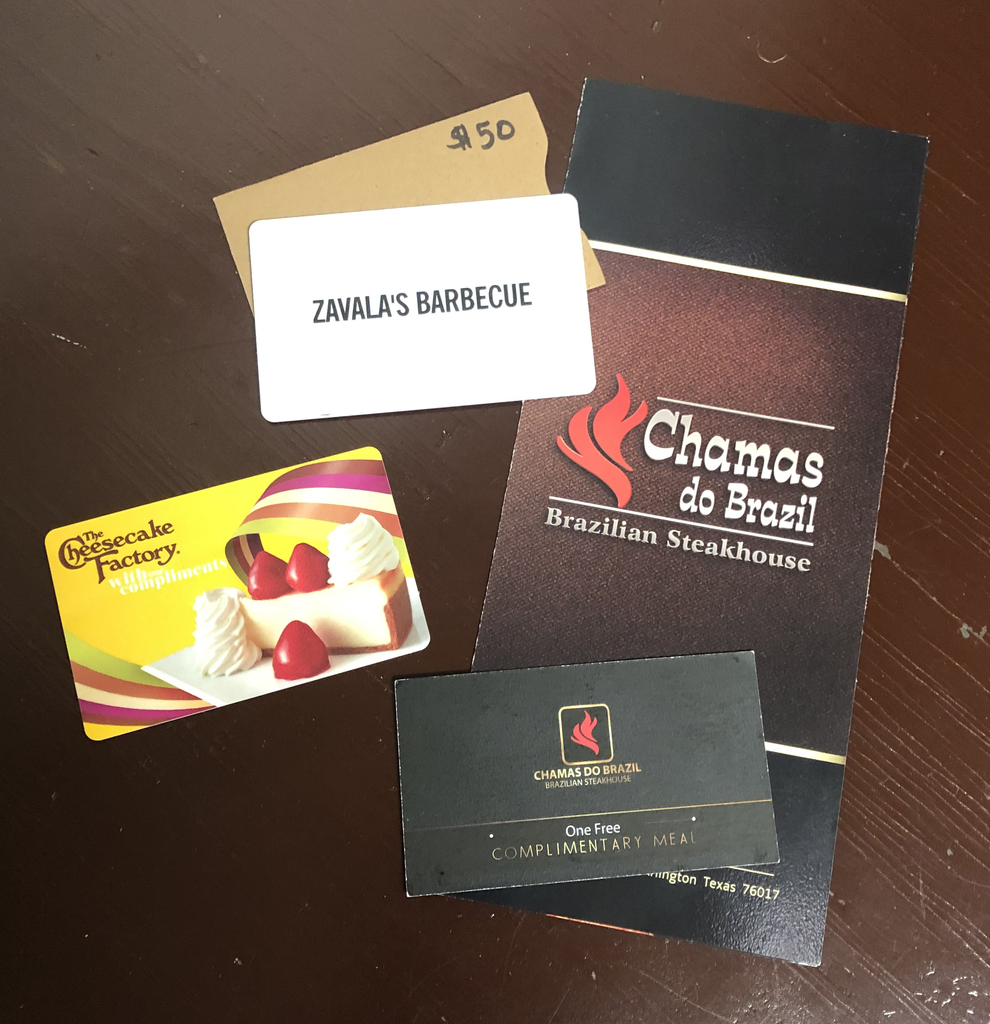 $50
ZAVALA'S BARBECUE
Chamas
do Brazil
Brazilian Steakhouse
The
Cheesecake
Factory.
with our
compliments
CHAMAS DO BRAZIL
BRAZILIAN STEAKHOUSE
One Free
COMPLIMENTARY MEAL
Texas 76017